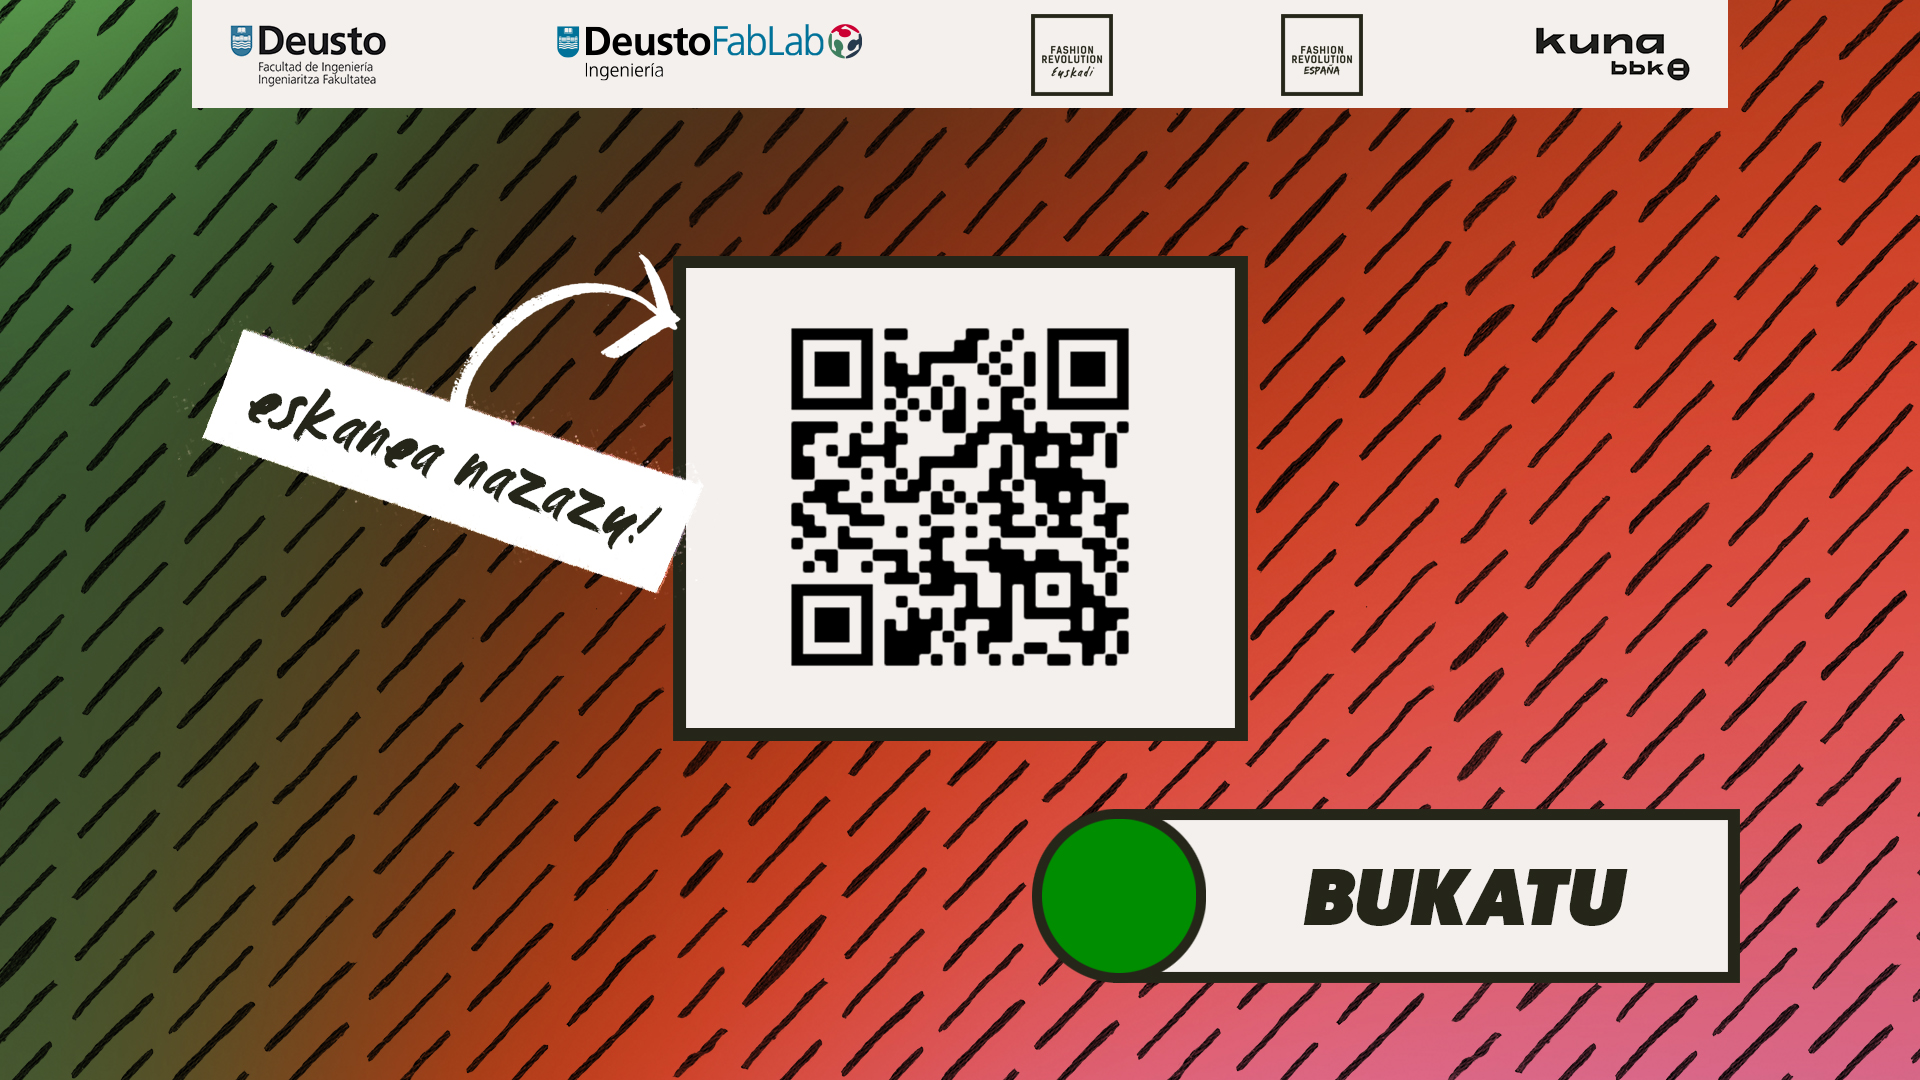 Deusto
Facultad de Ingeniería
Ingeniaritza Fakultatea
DeustoFabLab
Ingeniería
FASHION
REVOLUTION
Euskadi
FASHION
REVOLUTION
ESPAÑA
kuna
bbk
eskanea nazazu!
BUKATU